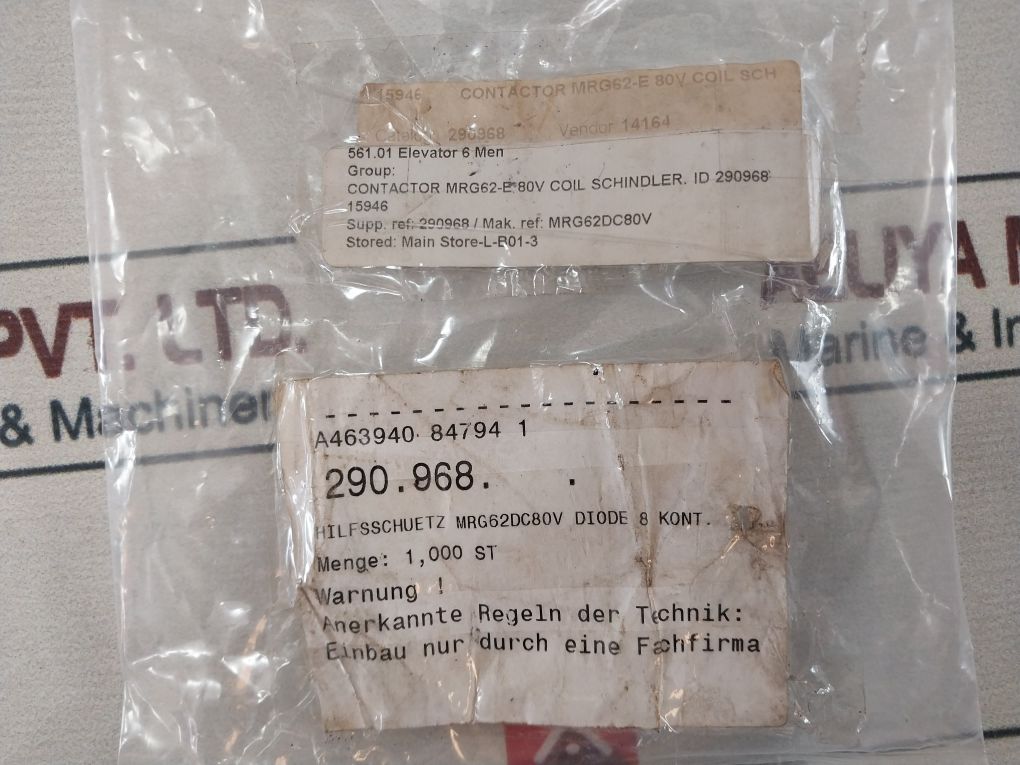 15946 CONTACTOR MRG62-E 80V COIL SCH
290968 Vendor 14164
561.01 Elevator 6 Men
Group:
CONTACTOR MRG62-E 80V COIL SCHINDLER. ID 290968
15946
Supp. ref: 290968 / Mak. ref: MRG62DC80V
Stored: Main Store-L-B01-3
PVT. LTD.
& Machiner
ALIYA M
Marine & In
A463940 84794 1
290.968. .
HILFSSCHUETZ MRG62DC80V DIODE 8 KONT.
Menge: 1,000 ST
Warnung !
Anerkannte Regeln der Technik:
Einbau nur durch eine Fachfirma